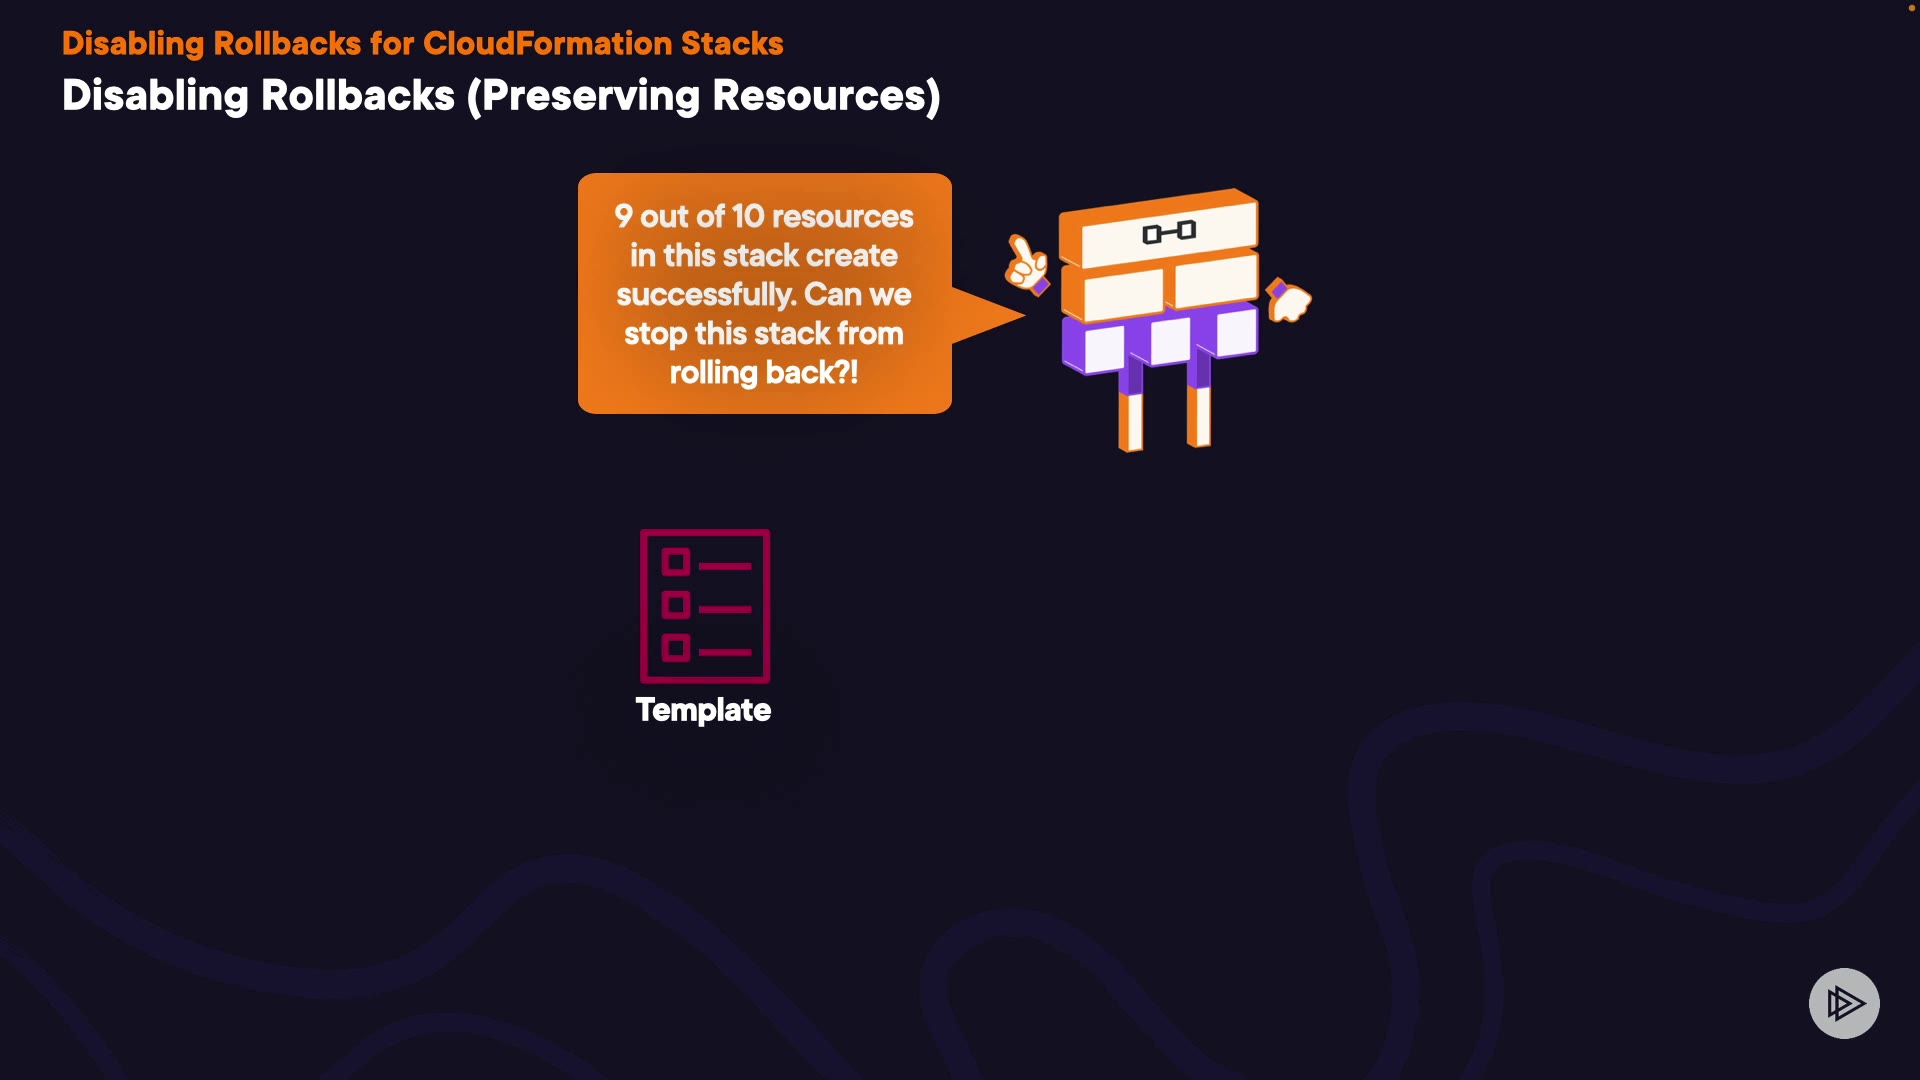 Disabling Rollbacks for CloudFormation Stacks
Disabling Rollbacks (Preserving Resources)
9 out of 10 resources
in this stack create
successfully. Can we
stop this stack from
rolling back?!
Template